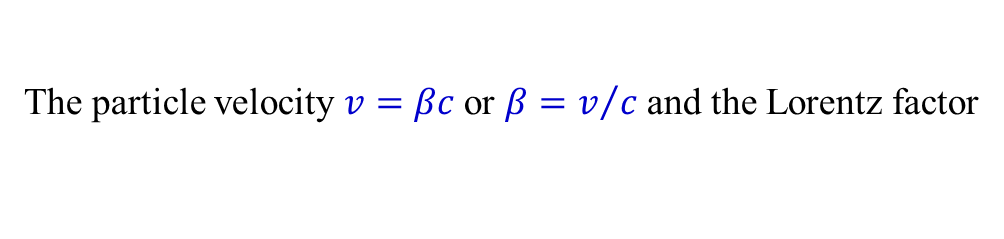 The particle velocity v = βc or β = v/c and the Lorentz factor